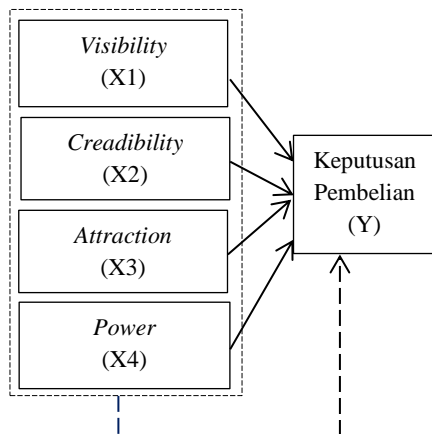 Visibility
(X1)
Creadibility
(X2)
Attraction
(X3)
Power
(X4)
Keputusan
Pembelian
(Y)